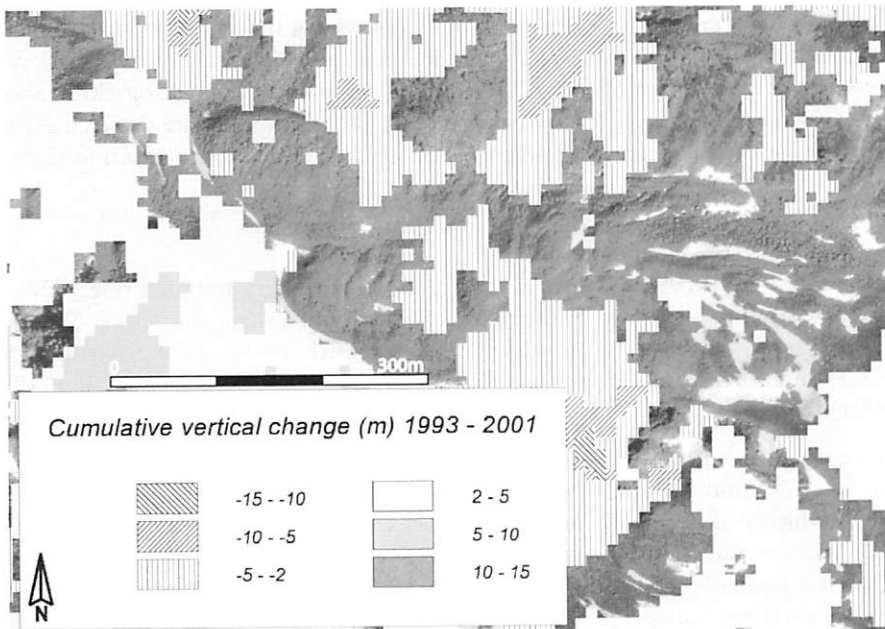 0 300m
Cumulative vertical change (m) 1993 - 2001
-15 - -10
-10 - -5
-5 - -2
2 - 5
5 - 10
10 - 15
N